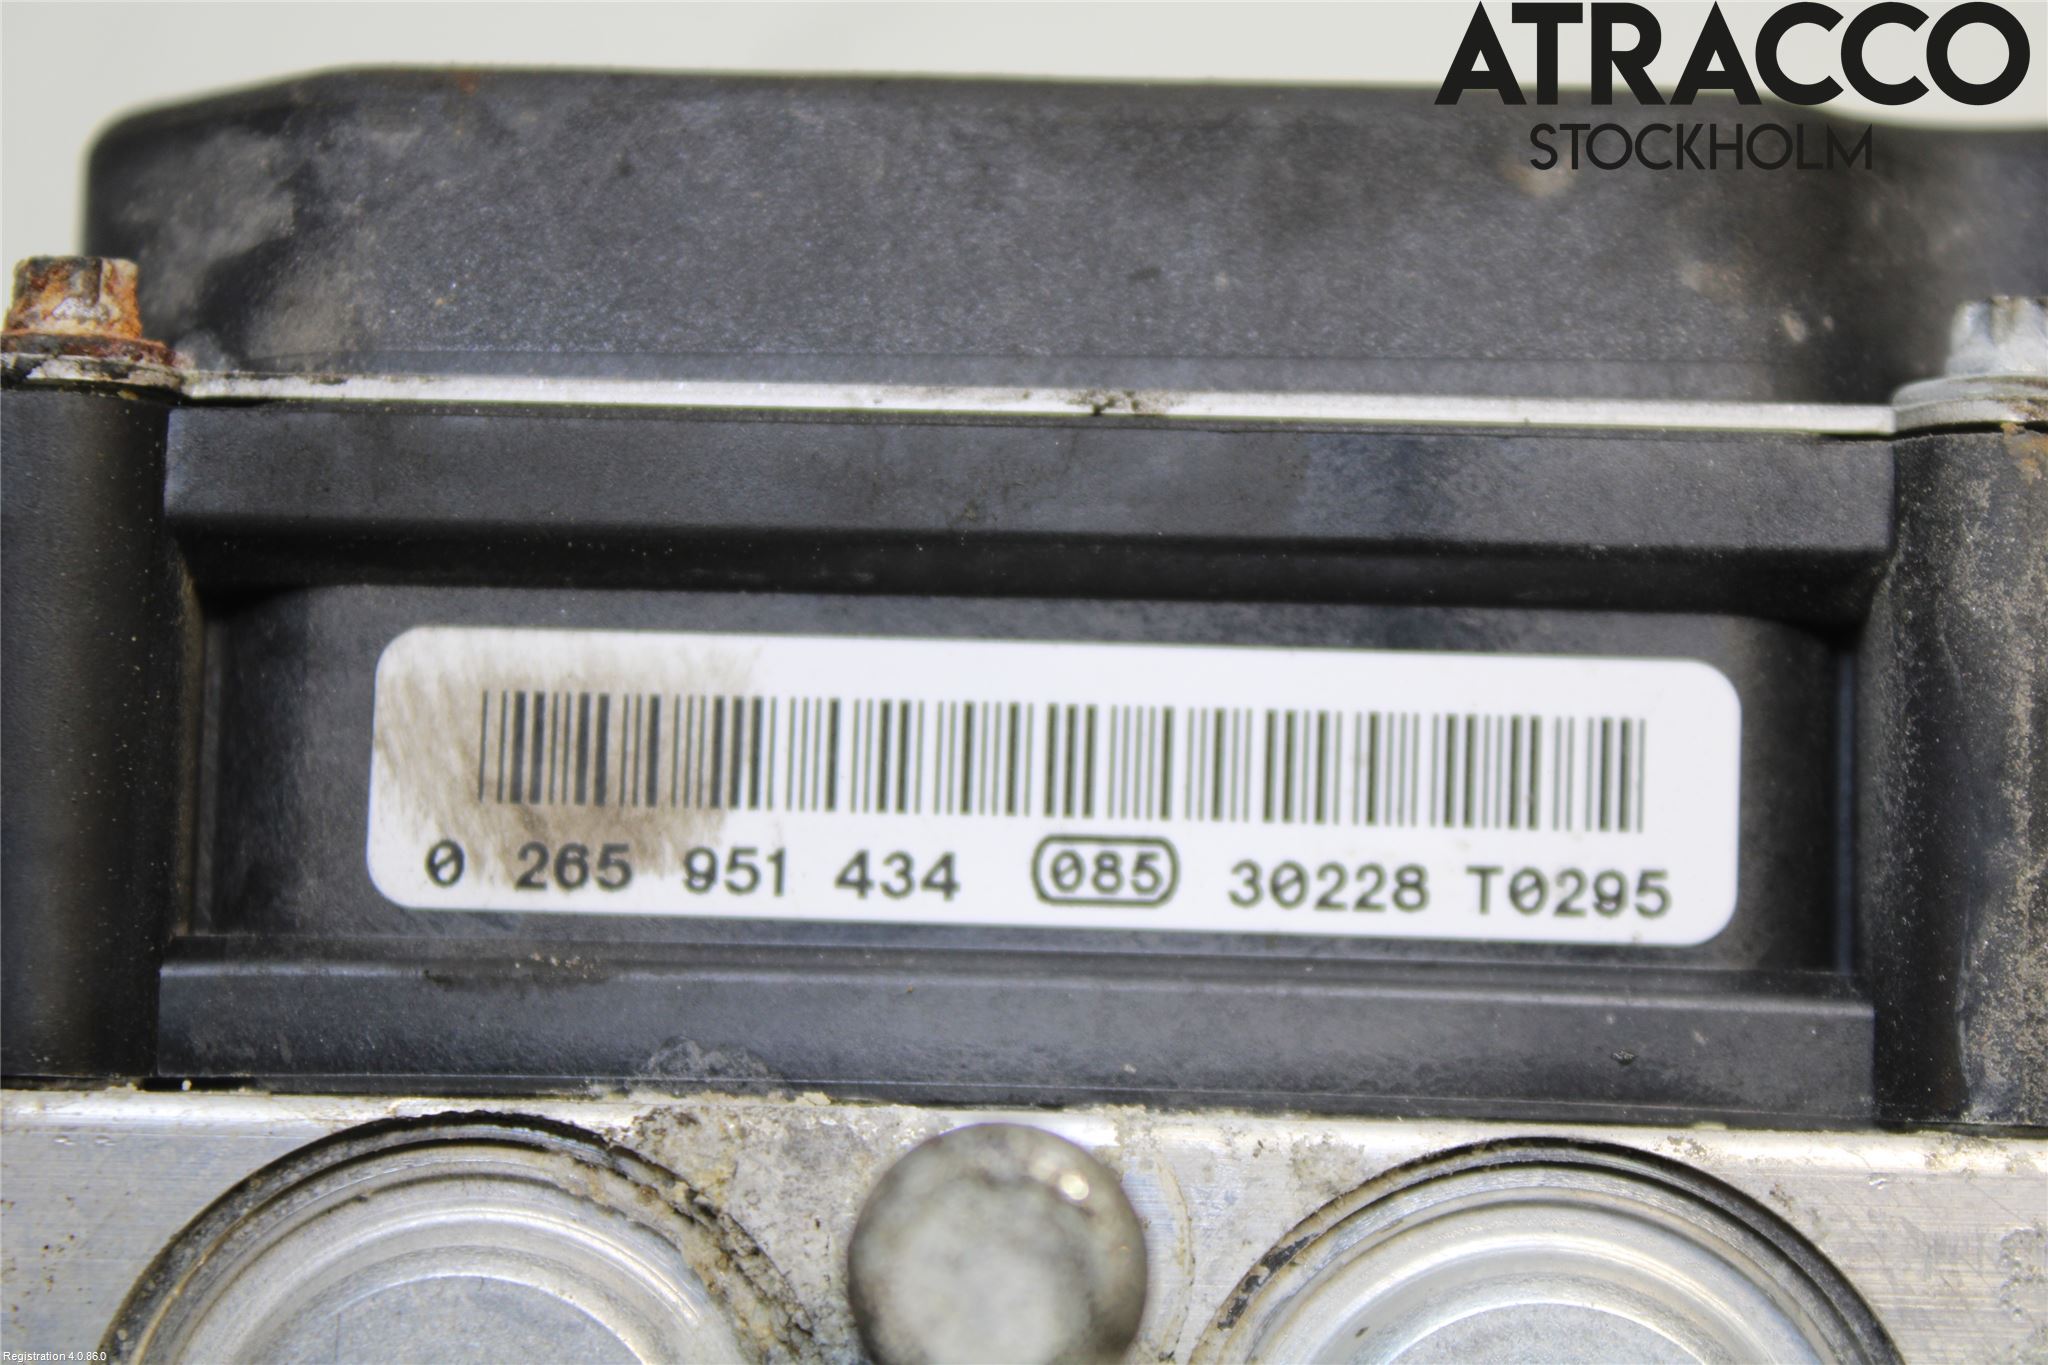 ATRACCO
STOCKHOLM
0 265 951 434 085 30228 T0295
Registration 4.0.86.0